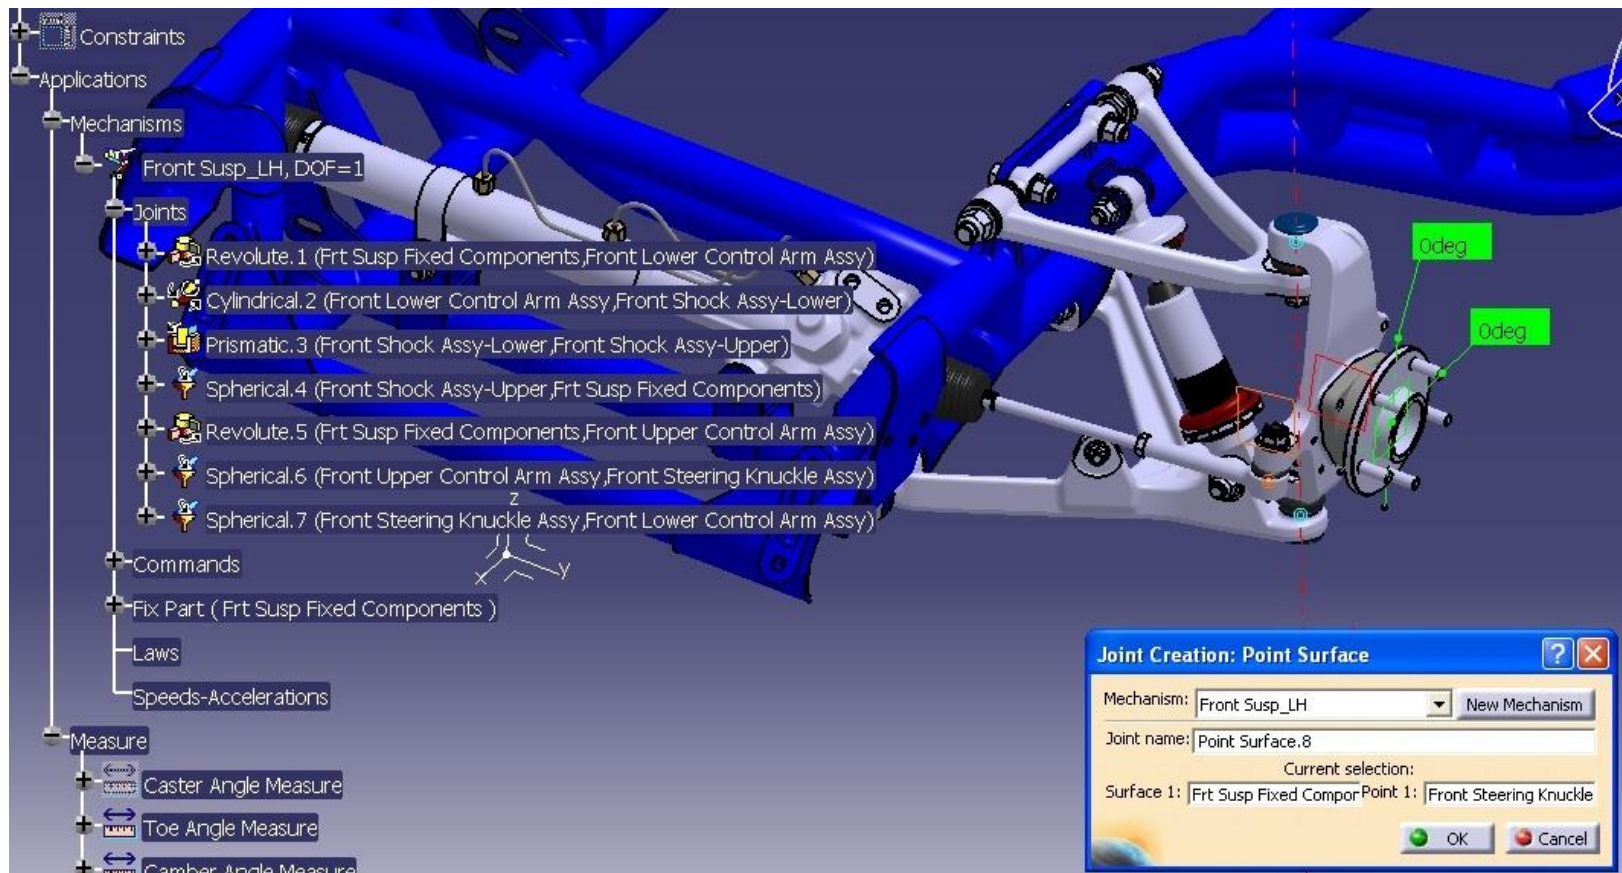 Constraints
Applications
Mechanisms
Front Susp_LH, DOF=1
Joints
Revolute.1 (Frt Susp Fixed Components,Front Lower Control Arm Assy)
Cylindrical.2 (Front Lower Control Arm Assy,Front Shock Assy-Lower)
Prismatic.3 (Front Shock Assy-Lower,Front Shock Assy-Upper)
Spherical.4 (Front Shock Assy-Upper,Frt Susp Fixed Components)
Revolute.5 (Frt Susp Fixed Components,Front Upper Control Arm Assy)
Spherical.6 (Front Upper Control Arm Assy,Front Steering Knuckle Assy)
Spherical.7 (Front Steering Knuckle Assy,Front Lower Control Arm Assy)
Commands
Fix Part ( Frt Susp Fixed Components )
Laws
Speeds-Accelerations
Measure
Caster Angle Measure
Toe Angle Measure
Camber Angle Measure
z
x
y
0deg
0deg
Joint Creation: Point Surface
Mechanism: Front Susp_LH New Mechanism
Joint name: Point Surface.8
Current selection:
Surface 1: Frt Susp Fixed Compor Point 1: Front Steering Knuckle
OK Cancel